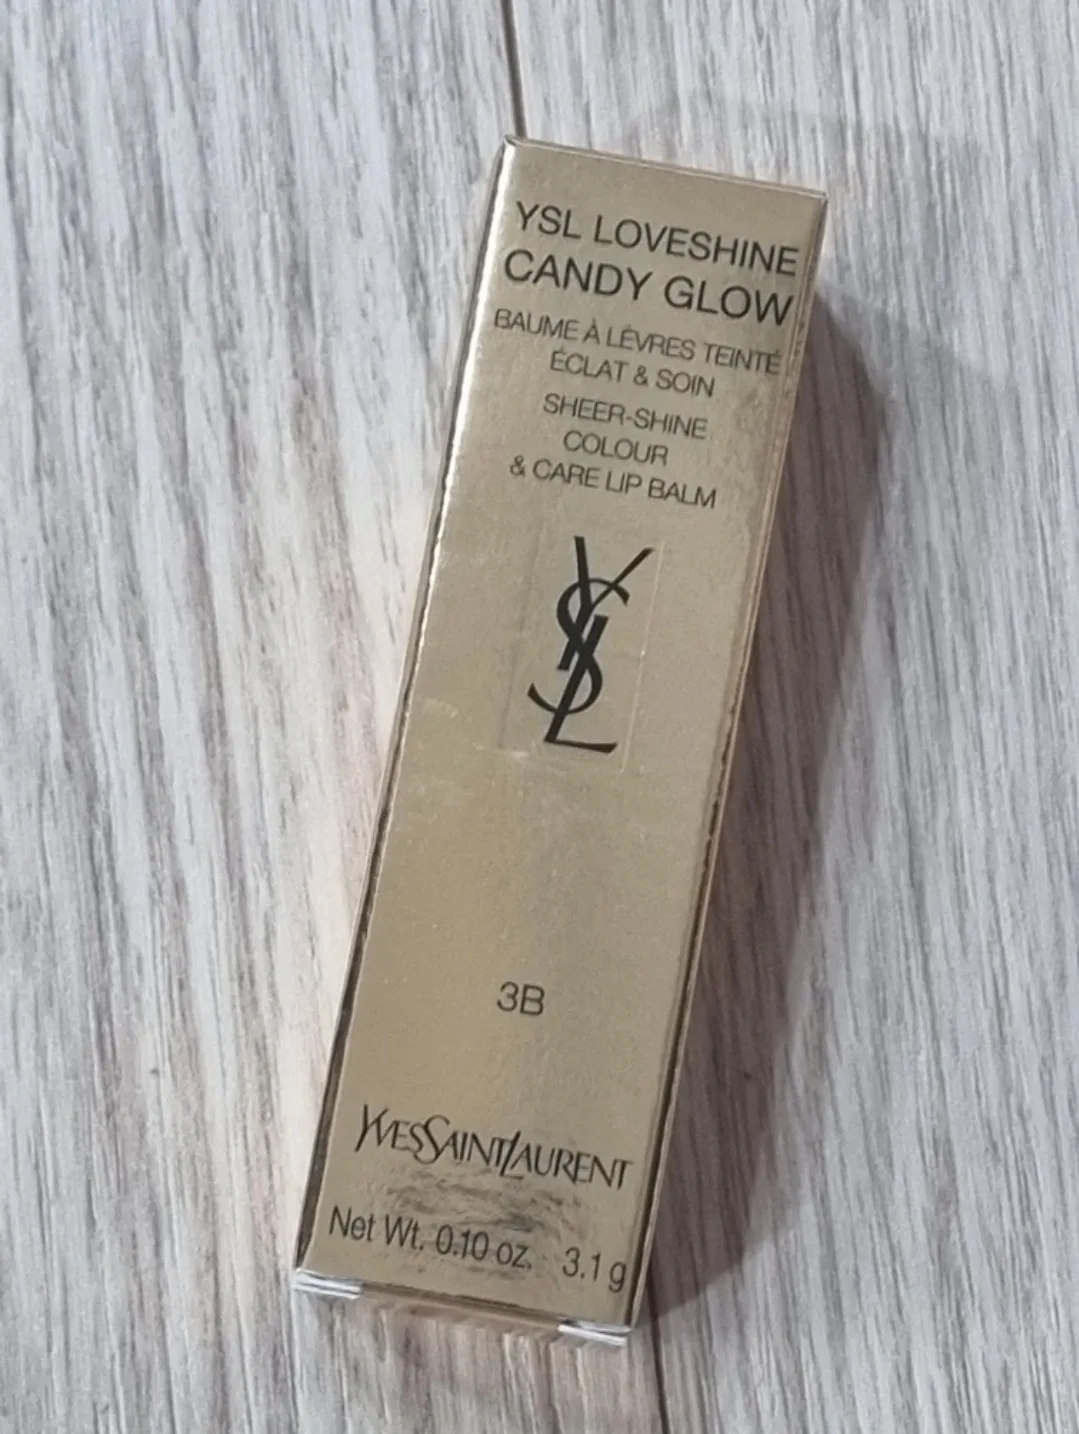 YSL LOVESHINE
CANDY GLOW
BAUME À LÈVRES TEINTÉ
ÉCLAT & SOIN
SHEER-SHINE
COLOUR
& CARE LIP BALM
YSL
3B
YVESSAINTLAURENT
Net Wt. 0.10 oz. 3.1 g